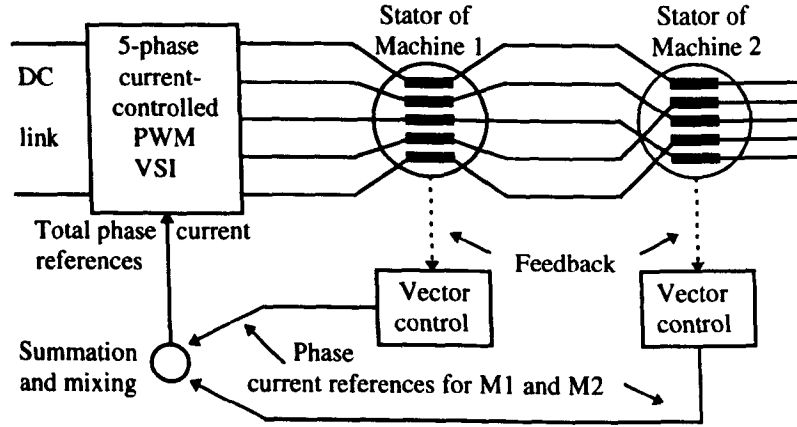 5-phase
current-
controlled
PWM
VSI
DC
link
Stator of
Machine 1
Stator of
Machine 2
Total phase current
references
Feedback
Vector
control
Vector
control
Summation
and mixing
Phase
current references for M1 and M2